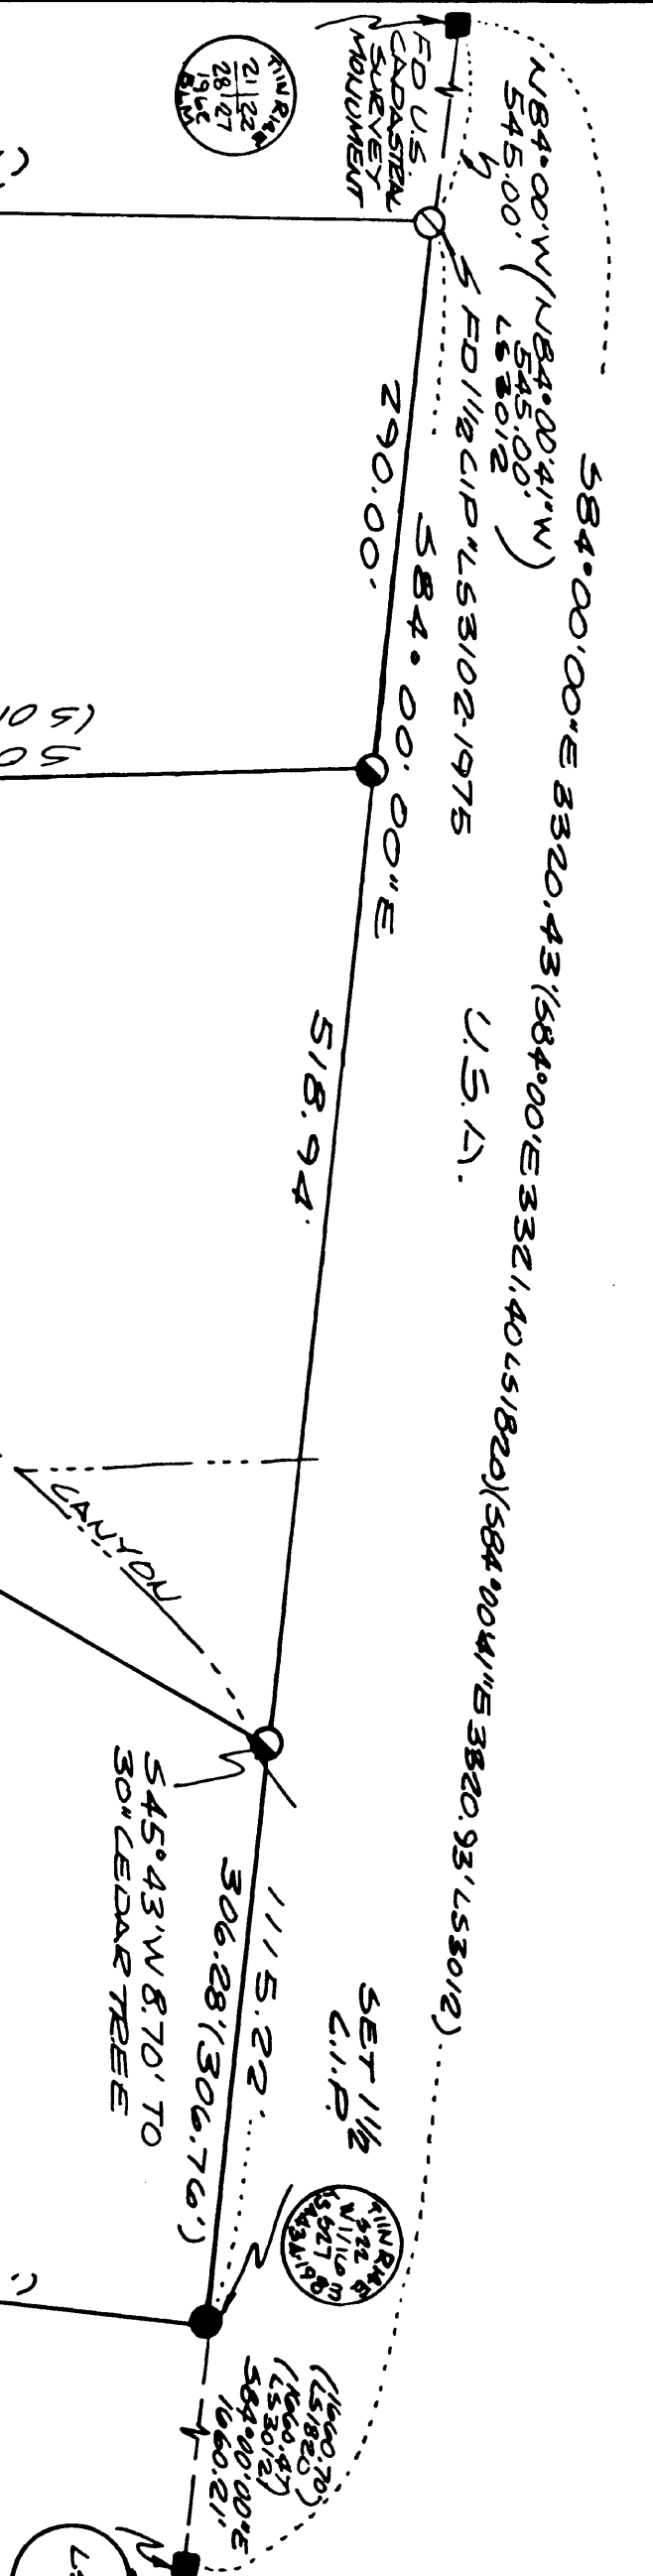 FD U.S.
CADASTRAL
SURVEY
MONUMENT
T11N R14E
21 | 22
28 | 27
BLM
N84°00'W (N84°00'41"W)
545.00' 545.00'
LS3012
FD 1½ C.I.P. "LS3102-1975
S84°00'00"E 3320.43' (S84°00'E 3321.40 LS1820) (S84°00'41"E 3320.93' LS3012)
S84°00'00"E
290.00'
U.S.A.
518.94'
CANYON
S45°43'W 8.70' TO
30" CEDAR TREE
1115.22'
306.28' (306.76')
SET 1½
C.I.P.
T11N R14E
S22
S27
(1660.70'
LS1820)
(1660.47
LS3012)
S84°00'00"E
1660.21'